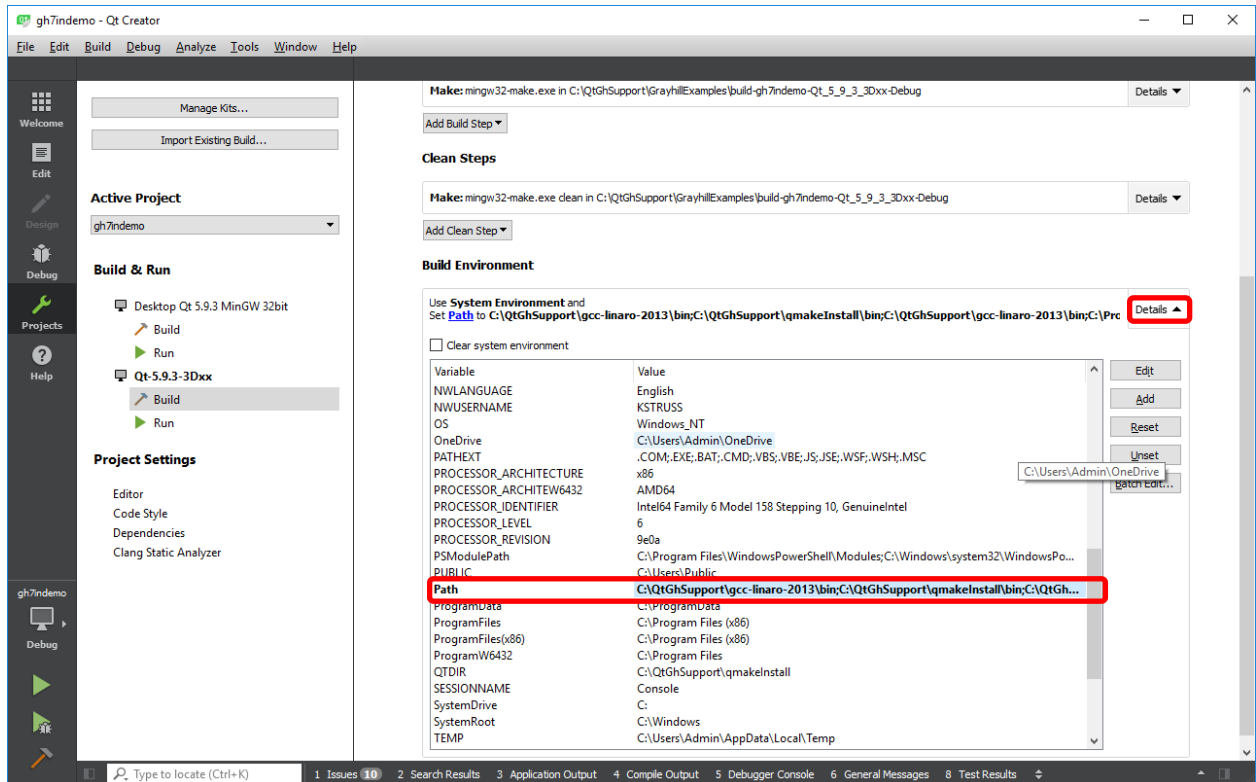 gh7indemo - Qt Creator
File Edit Build Debug Analyze Tools Window Help
Welcome
Edit
Design
Debug
Projects
Help
gh7indemo
Debug
Manage Kits...
Import Existing Build...
Active Project
gh7indemo
Build & Run
Desktop Qt 5.9.3 MinGW 32bit
Build
Run
Qt-5.9.3-3Dxx
Build
Run
Project Settings
Editor
Code Style
Dependencies
Clang Static Analyzer
Make: mingw32-make.exe in C:\QtGhSupport\GrayhillExamples\build-gh7indemo-Qt_5_9_3_3Dxx-Debug Details
Add Build Step
Clean Steps
Make: mingw32-make.exe clean in C:\QtGhSupport\GrayhillExamples\build-gh7indemo-Qt_5_9_3_3Dxx-Debug Details
Add Clean Step
Build Environment
Use System Environment and
Set Path to C:\QtGhSupport\gcc-linaro-2013\bin;C:\QtGhSupport\qmakeInstall\bin;C:\QtGhSupport\gcc-linaro-2013\bin;C:\Pro
Details
Clear system environment
Variable Value
NWLANGUAGE English
NWUSERNAME KSTRUSS
OS Windows_NT
OneDrive C:\Users\Admin\OneDrive
PATHEXT .COM;.EXE;.BAT;.CMD;.VBS;.VBE;.JS;.JSE;.WSF;.WSH;.MSC
PROCESSOR_ARCHITECTURE x86
PROCESSOR_ARCHITEW6432 AMD64
PROCESSOR_IDENTIFIER Intel64 Family 6 Model 158 Stepping 10, GenuineIntel
PROCESSOR_LEVEL 6
PROCESSOR_REVISION 9e0a
PSModulePath C:\Program Files\WindowsPowerShell\Modules;C:\Windows\system32\WindowsPo...
PUBLIC C:\Users\Public
Path C:\QtGhSupport\gcc-linaro-2013\bin;C:\QtGhSupport\qmakeInstall\bin;C:\QtGh...
ProgramData C:\ProgramData
ProgramFiles C:\Program Files (x86)
ProgramFiles(x86) C:\Program Files (x86)
ProgramW6432 C:\Program Files
QTDIR C:\QtGhSupport\qmakeInstall
SESSIONNAME Console
SystemDrive C:
SystemRoot C:\Windows
TEMP C:\Users\Admin\AppData\Local\Temp
Edit
Add
Reset
Unset
C:\Users\Admin\OneDrive
Batch Edit...
Type to locate (Ctrl+K) 1 Issues 10 2 Search Results 3 Application Output 4 Compile Output 5 Debugger Console 6 General Messages 8 Test Results